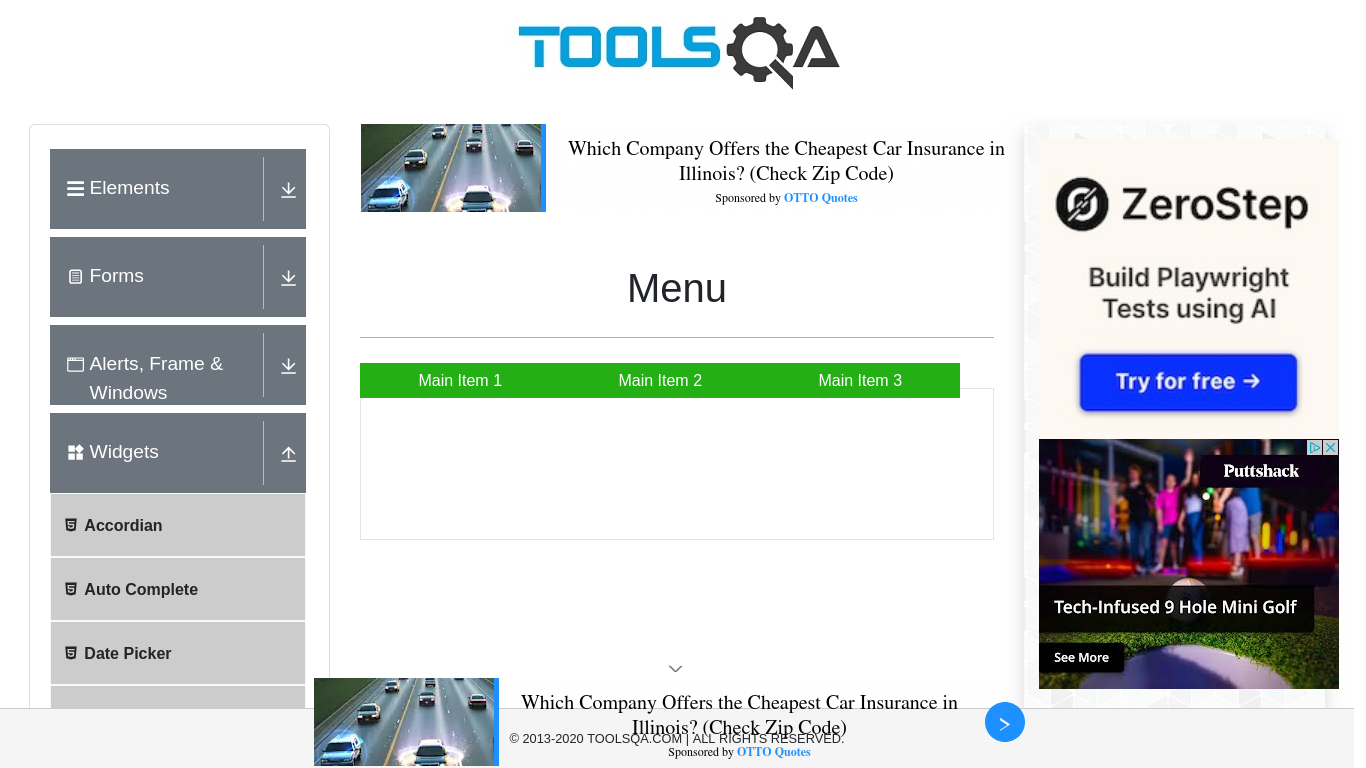 TOOLSQA
Elements
Forms
Alerts, Frame &
Windows
Widgets
Accordian
Auto Complete
Date Picker
Which Company Offers the Cheapest Car Insurance in
Illinois? (Check Zip Code)
Sponsored by OTTO Quotes
Menu
Main Item 1
Main Item 2
Main Item 3
ZeroStep
Build Playwright
Tests using AI
Try for free →
Puttshack
Tech-Infused 9 Hole Mini Golf
See More
Which Company Offers the Cheapest Car Insurance in
Illinois? (Check Zip Code)
© 2013-2020 TOOLSQA.COM | ALL RIGHTS RESERVED.
Sponsored by OTTO Quotes